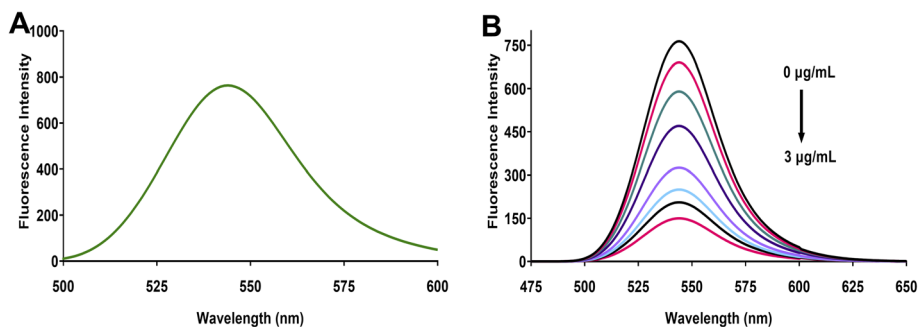 A
Fluorescence Intensity
1000
800
600
400
200
0
500 525 550 575 600
Wavelength (nm)
B
Fluorescence Intensity
750
600
450
300
150
0
475 500 525 550 575 600 625 650
Wavelength (nm)
0 µg/mL
3 µg/mL